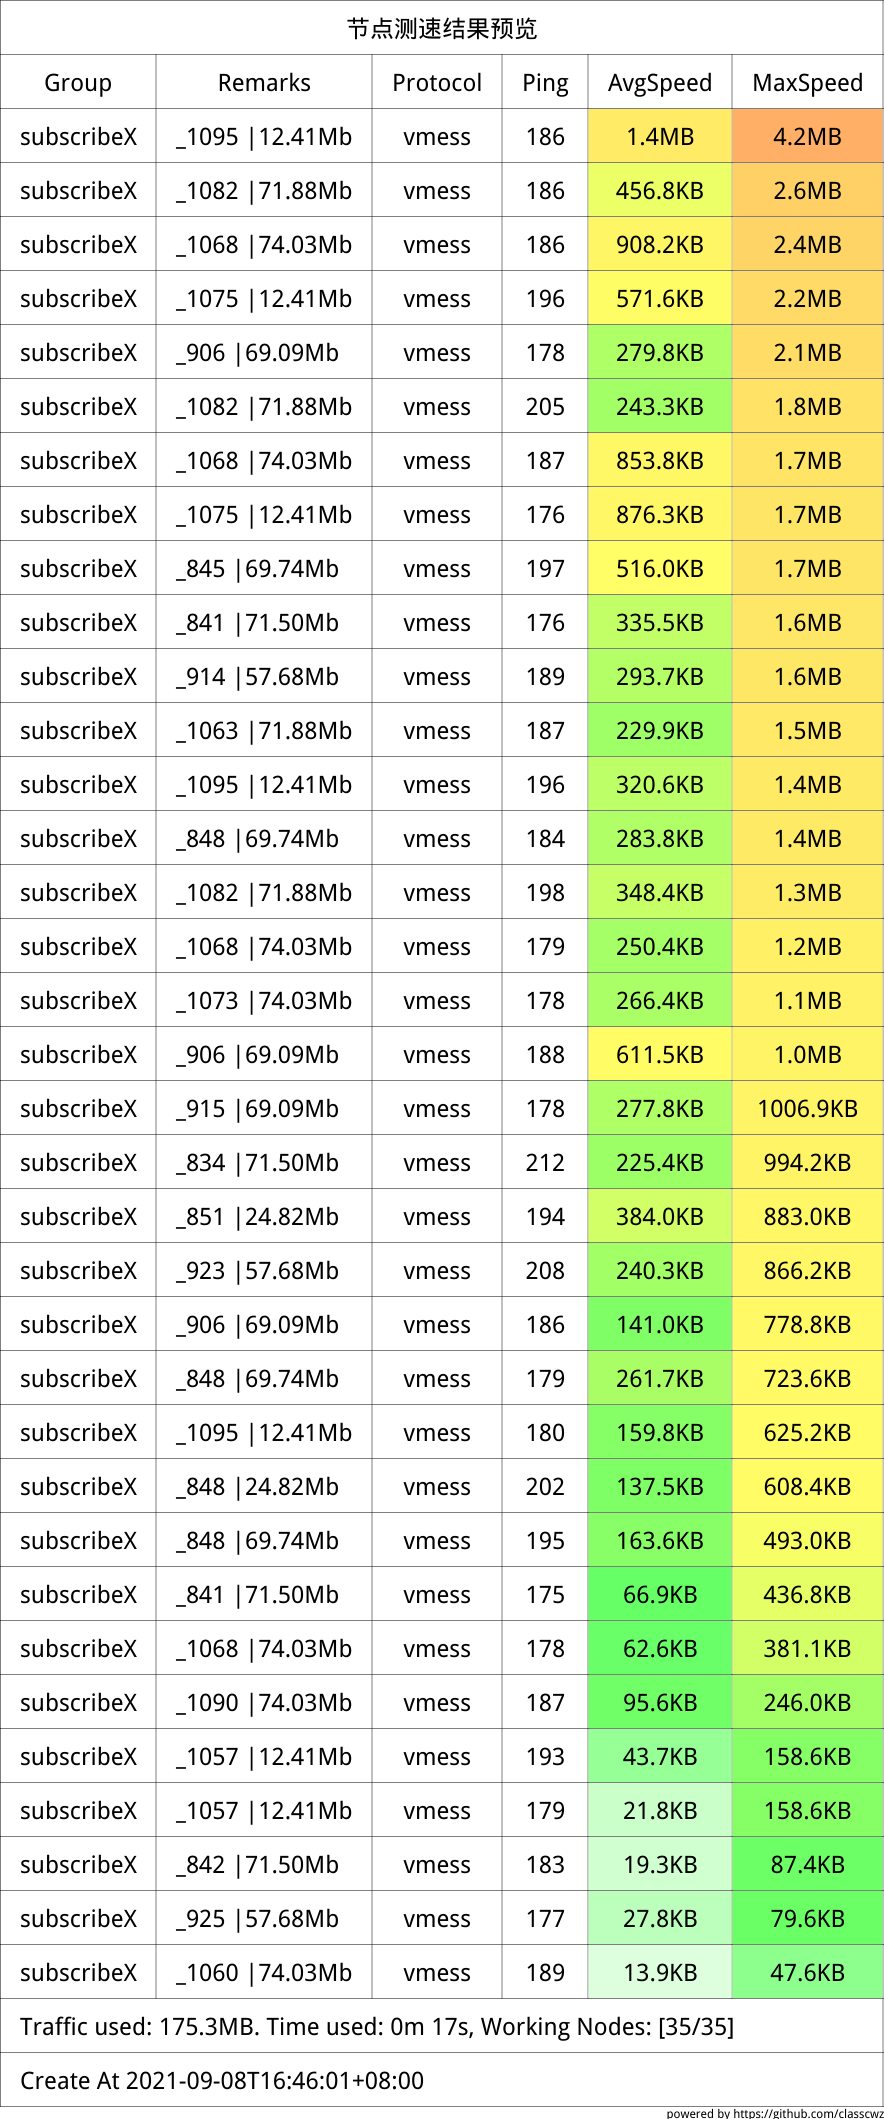 节点测速结果预览
Group Remarks Protocol Ping AvgSpeed MaxSpeed
subscribeX _1095 |12.41Mb vmess 186 1.4MB 4.2MB
subscribeX _1082 |71.88Mb vmess 186 456.8KB 2.6MB
subscribeX _1068 |74.03Mb vmess 186 908.2KB 2.4MB
subscribeX _1075 |12.41Mb vmess 196 571.6KB 2.2MB
subscribeX _906 |69.09Mb vmess 178 279.8KB 2.1MB
subscribeX _1082 |71.88Mb vmess 205 243.3KB 1.8MB
subscribeX _1068 |74.03Mb vmess 187 853.8KB 1.7MB
subscribeX _1075 |12.41Mb vmess 176 876.3KB 1.7MB
subscribeX _845 |69.74Mb vmess 197 516.0KB 1.7MB
subscribeX _841 |71.50Mb vmess 176 335.5KB 1.6MB
subscribeX _914 |57.68Mb vmess 189 293.7KB 1.6MB
subscribeX _1063 |71.88Mb vmess 187 229.9KB 1.5MB
subscribeX _1095 |12.41Mb vmess 196 320.6KB 1.4MB
subscribeX _848 |69.74Mb vmess 184 283.8KB 1.4MB
subscribeX _1082 |71.88Mb vmess 198 348.4KB 1.3MB
subscribeX _1068 |74.03Mb vmess 179 250.4KB 1.2MB
subscribeX _1073 |74.03Mb vmess 178 266.4KB 1.1MB
subscribeX _906 |69.09Mb vmess 188 611.5KB 1.0MB
subscribeX _915 |69.09Mb vmess 178 277.8KB 1006.9KB
subscribeX _834 |71.50Mb vmess 212 225.4KB 994.2KB
subscribeX _851 |24.82Mb vmess 194 384.0KB 883.0KB
subscribeX _923 |57.68Mb vmess 208 240.3KB 866.2KB
subscribeX _906 |69.09Mb vmess 186 141.0KB 778.8KB
subscribeX _848 |69.74Mb vmess 179 261.7KB 723.6KB
subscribeX _1095 |12.41Mb vmess 180 159.8KB 625.2KB
subscribeX _848 |24.82Mb vmess 202 137.5KB 608.4KB
subscribeX _848 |69.74Mb vmess 195 163.6KB 493.0KB
subscribeX _841 |71.50Mb vmess 175 66.9KB 436.8KB
subscribeX _1068 |74.03Mb vmess 178 62.6KB 381.1KB
subscribeX _1090 |74.03Mb vmess 187 95.6KB 246.0KB
subscribeX _1057 |12.41Mb vmess 193 43.7KB 158.6KB
subscribeX _1057 |12.41Mb vmess 179 21.8KB 158.6KB
subscribeX _842 |71.50Mb vmess 183 19.3KB 87.4KB
subscribeX _925 |57.68Mb vmess 177 27.8KB 79.6KB
subscribeX _1060 |74.03Mb vmess 189 13.9KB 47.6KB
Traffic used: 175.3MB. Time used: 0m 17s, Working Nodes: [35/35]
Create At 2021-09-08T16:46:01+08:00
powered by https://github.com/classcwz